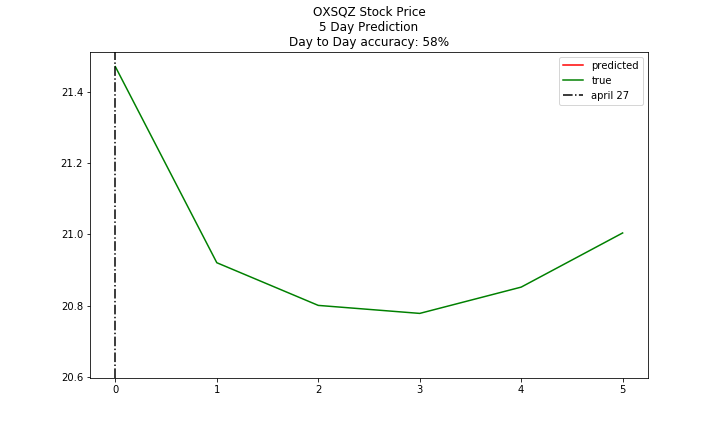 OXSQZ Stock Price
5 Day Prediction
Day to Day accuracy: 58%
predicted
true
april 27
21.4
21.2
21.0
20.8
20.6
0 1 2 3 4 5